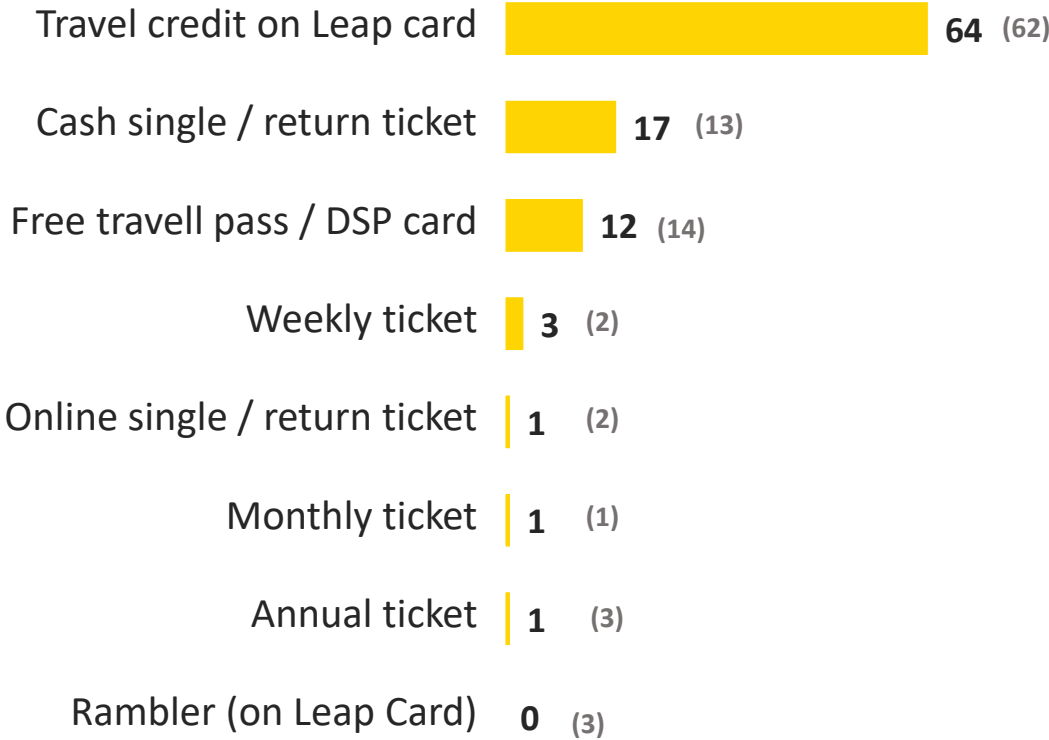 Travel credit on Leap card 64 (62)
Cash single / return ticket 17 (13)
Free travell pass / DSP card 12 (14)
Weekly ticket 3 (2)
Online single / return ticket 1 (2)
Monthly ticket 1 (1)
Annual ticket 1 (3)
Rambler (on Leap Card) 0 (3)